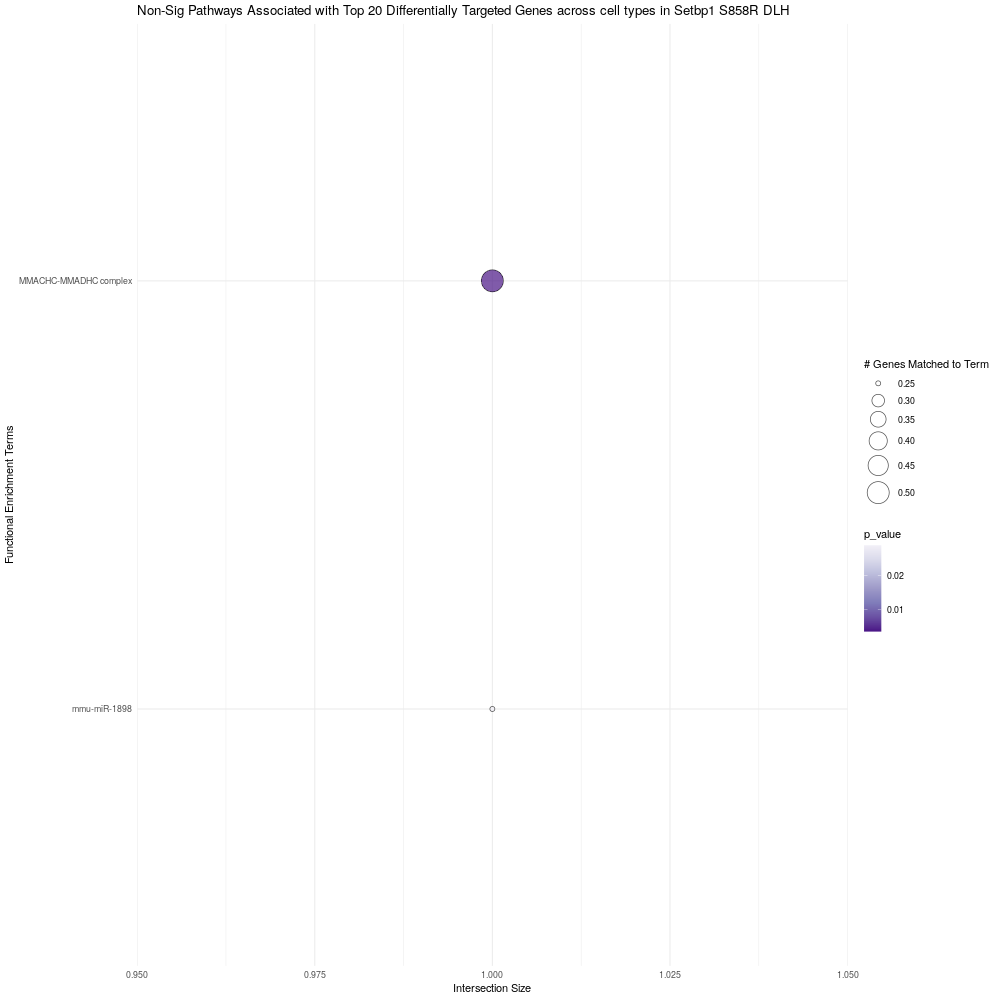 Non-Sig Pathways Associated with Top 20 Differentially Targeted Genes across cell types in Setbp1 S858R DLH
MMACHC-MMADHC complex
mmu-miR-1898
Functional Enrichment Terms
0.950
0.975
1.000
1.025
1.050
Intersection Size
# Genes Matched to Term
0.25
0.30
0.35
0.40
0.45
0.50
p_value
0.02
0.01